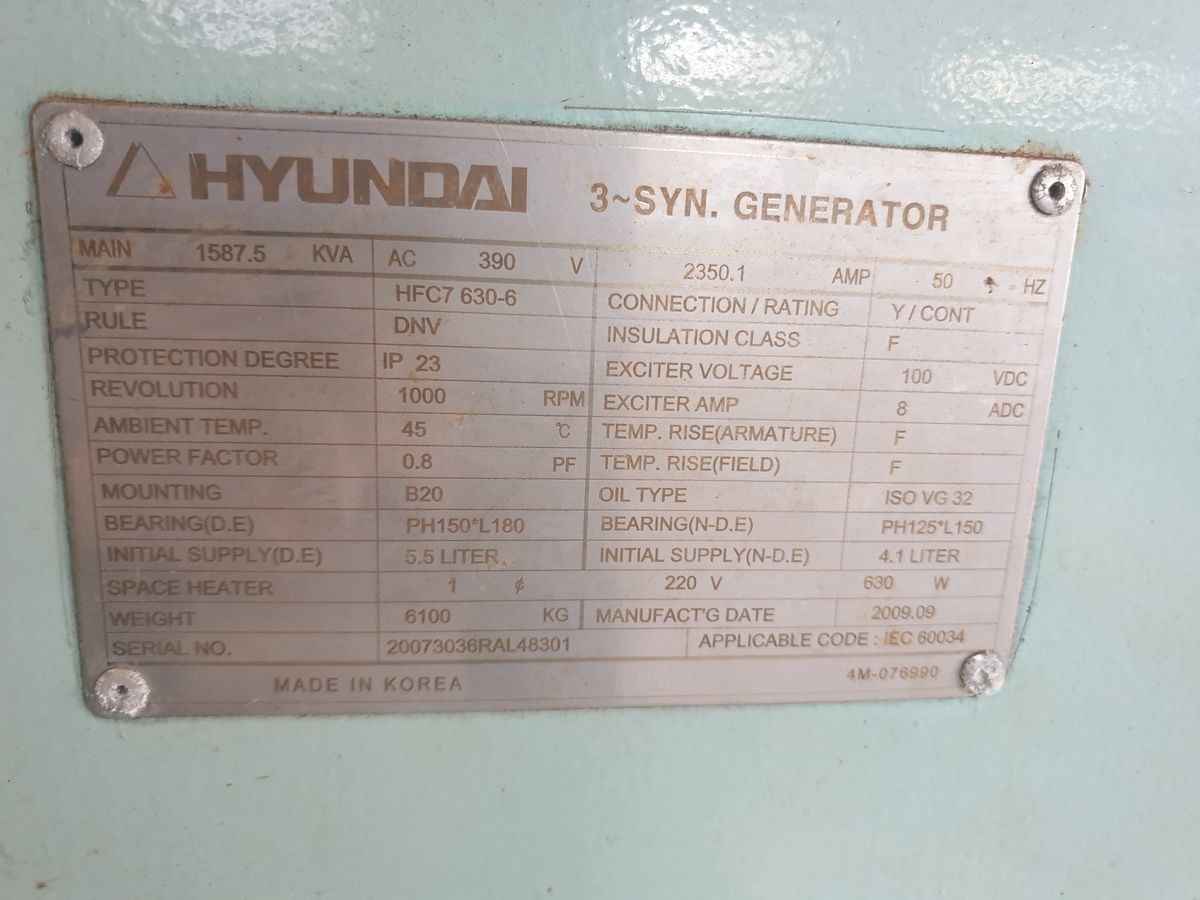 HYUNDAI 3~SYN. GENERATOR
MAIN 1587.5 KVA AC 390 V 2350.1 AMP 50 HZ
TYPE HFC7 630-6 CONNECTION / RATING Y / CONT
RULE DNV INSULATION CLASS F
PROTECTION DEGREE IP 23 EXCITER VOLTAGE 100 VDC
REVOLUTION 1000 RPM EXCITER AMP 8 ADC
AMBIENT TEMP. 45 ℃ TEMP. RISE(ARMATURE) F
POWER FACTOR 0.8 PF TEMP. RISE(FIELD) F
MOUNTING B20 OIL TYPE ISO VG 32
BEARING(D.E) PH150*L180 BEARING(N-D.E) PH125*L150
INITIAL SUPPLY(D.E) 5.5 LITER INITIAL SUPPLY(N-D.E) 4.1 LITER
SPACE HEATER 1 ϕ 220 V 630 W
WEIGHT 6100 KG MANUFACT'G DATE 2009.09
SERIAL NO. 20073036RAL48301 APPLICABLE CODE : IEC 60034
MADE IN KOREA 4M-076990